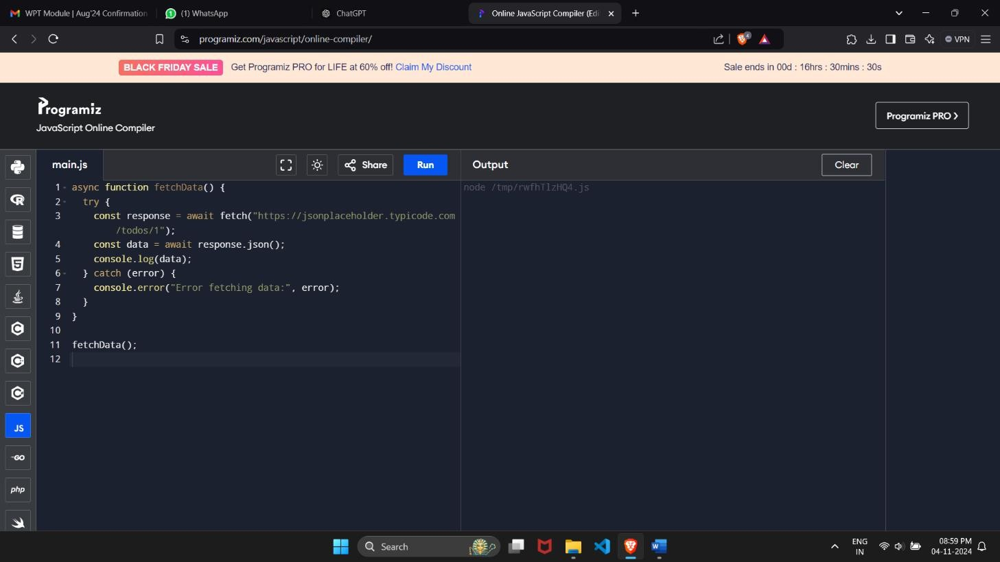 WPT Module | Aug'24 Confirmation
(1) WhatsApp
ChatGPT
Online JavaScript Compiler (Edi
programiz.com/javascript/online-compiler/
4
VPN
BLACK FRIDAY SALE Get Programiz PRO for LIFE at 60% off! Claim My Discount
Sale ends in 00d : 16hrs : 30mins : 30s
Programiz
JavaScript Online Compiler
Programiz PRO
main.js
Share
Run
Output
Clear
1 async function fetchData() {
2 try {
3 const response = await fetch("https://jsonplaceholder.typicode.com
/todos/1");
4 const data = await response.json();
5 console.log(data);
6 } catch (error) {
7 console.error("Error fetching data:", error);
8 }
9 }
10
11 fetchData();
12
node /tmp/rwfhTlzHQ4.js
R
5
C
C
C
JS
GO
php
Search
ENG
IN
08:59 PM
04-11-2024